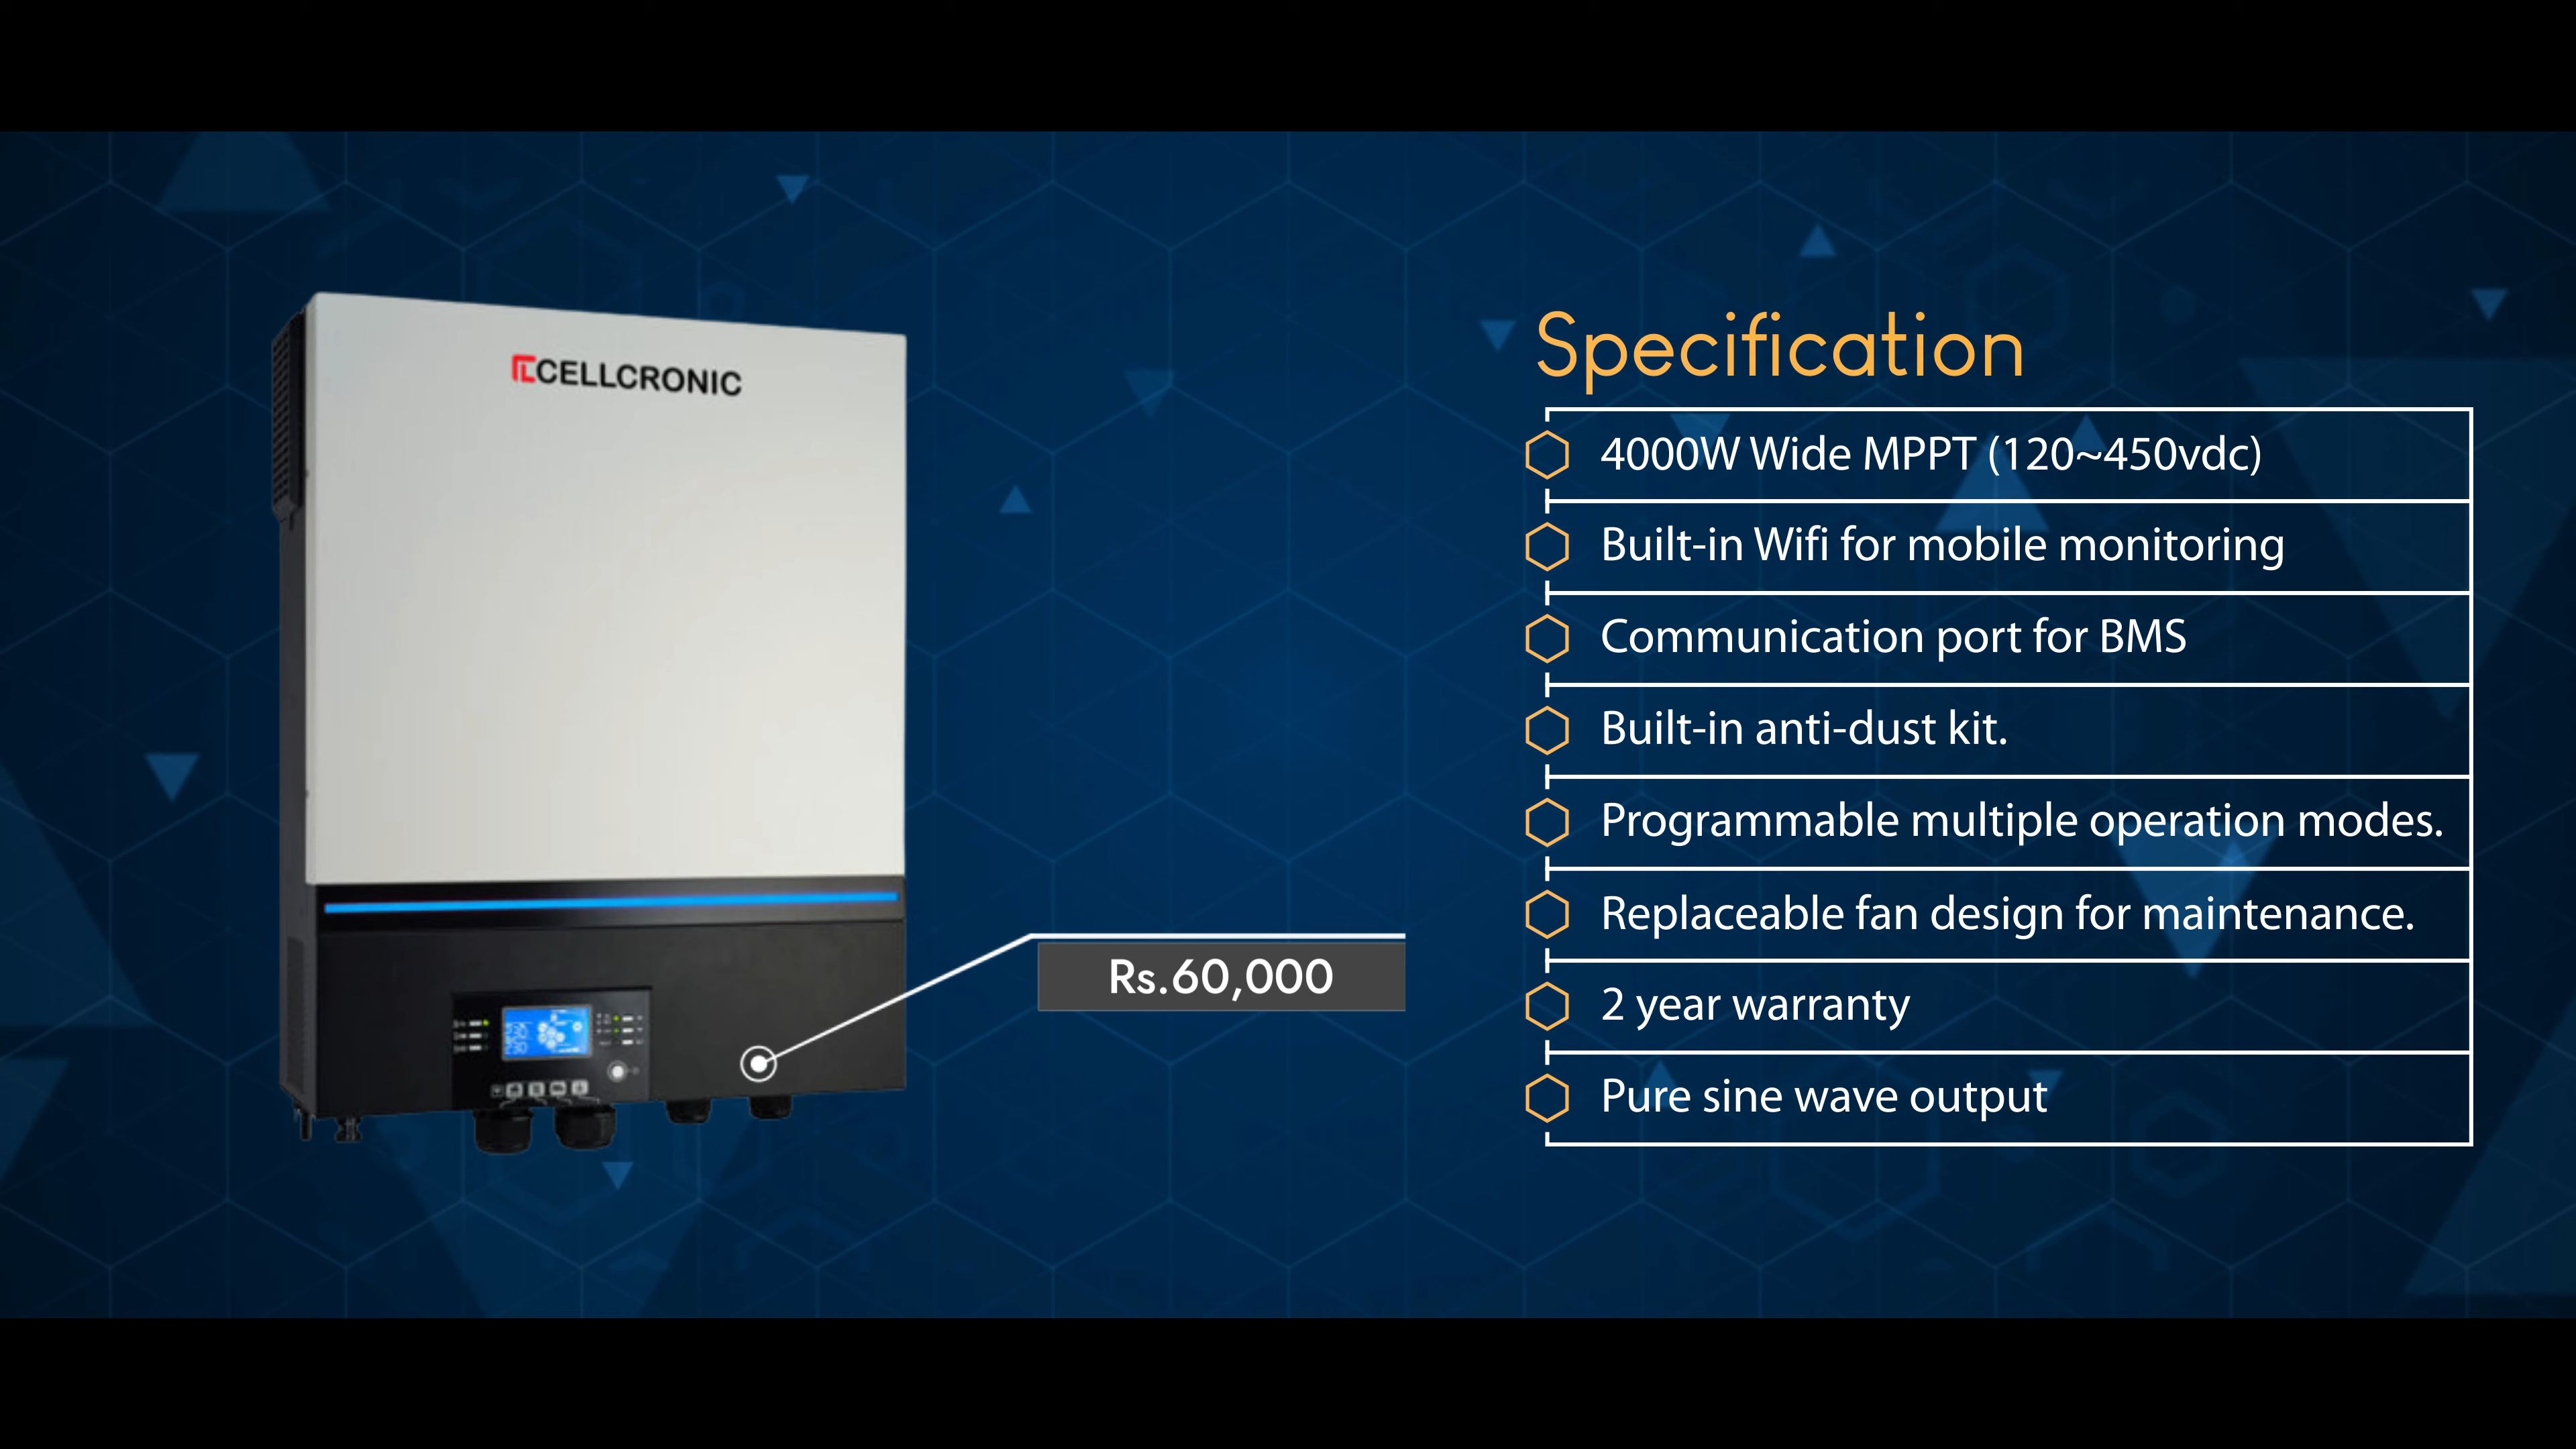 CELLCRONIC
Rs.60,000
Specification
4000W Wide MPPT (120~450vdc)
Built-in Wifi for mobile monitoring
Communication port for BMS
Built-in anti-dust kit.
Programmable multiple operation modes.
Replaceable fan design for maintenance.
2 year warranty
Pure sine wave output